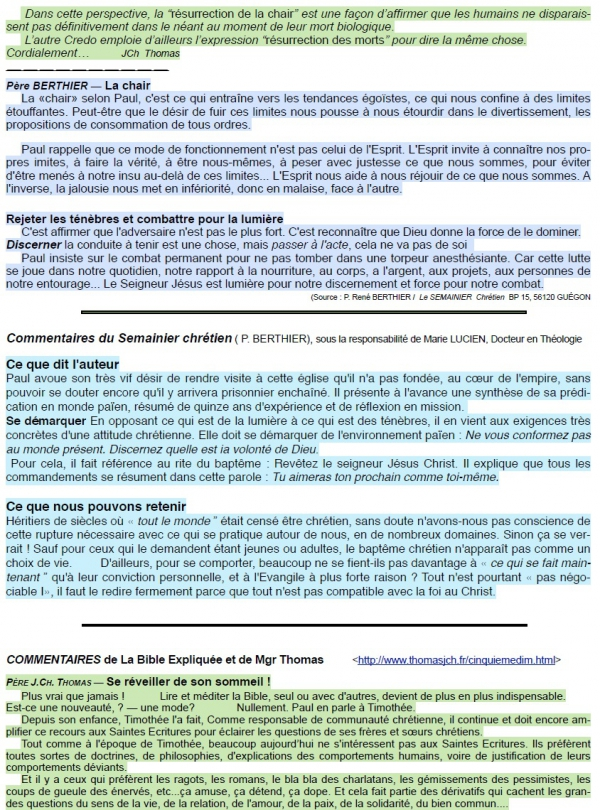 Dans cette perspective, la “résurrection de la chair” est une façon d’affirmer que les humains ne disparais-
sent pas définitivement dans le néant au moment de leur mort biologique.
L’autre Credo emploie d’ailleurs l’expression “résurrection des morts” pour dire la même chose.
Cordialement… JCh Thomas
Père BERTHIER — La chair
La «chair» selon Paul, c'est ce qui entraîne vers les tendances égoïstes, ce qui nous confine à des limites
étouffantes. Peut-être que le désir de fuir ces limites nous pousse à nous étourdir dans le divertissement, les
propositions de consommation de tous ordres.
Paul rappelle que ce mode de fonctionnement n'est pas celui de l'Esprit. L'Esprit invite à connaître nos pro-
pres imites, à faire la vérité, à être nous-mêmes, à peser avec justesse ce que nous sommes, pour éviter
d'être menés à notre insu au-delà de ces limites... L'Esprit nous aide à nous réjouir de ce que nous sommes. A
l'inverse, la jalousie nous met en infériorité, donc en malaise, face à l'autre.
Rejeter les ténèbres et combattre pour la lumière
C'est affirmer que l'adversaire n'est pas le plus fort. C'est reconnaître que Dieu donne la force de le dominer.
Discerner la conduite à tenir est une chose, mais passer à l'acte, cela ne va pas de soi
Paul insiste sur le combat permanent pour ne pas tomber dans une torpeur anesthésiante. Car cette lutte
se joue dans notre quotidien, notre rapport à la nourriture, au corps, a l'argent, aux projets, aux personnes de
notre entourage... Le Seigneur Jésus est lumière pour notre discernement et force pour notre combat.
(Source : P. René BERTHIER / Le SEMAINIER Chrétien BP 15, 56120 GUÉGON
Commentaires du Semainier chrétien ( P. BERTHIER), sous la responsabilité de Marie LUCIEN, Docteur en Théologie
Ce que dit l'auteur
Paul avoue son très vif désir de rendre visite à cette église qu'il n'a pas fondée, au cœur de l'empire, sans
pouvoir se douter encore qu'il y arrivera prisonnier enchaîné. Il présente à l'avance une synthèse de sa prédi-
cation en monde païen, résumé de quinze ans d'expérience et de réflexion en mission.
Se démarquer En opposant ce qui est de la lumière à ce qui est des ténèbres, il en vient aux exigences très
concrètes d'une attitude chrétienne. Elle doit se démarquer de l'environnement païen : Ne vous conformez pas
au monde présent. Discernez quelle est ia volonté de Dieu.
Pour cela, il fait référence au rite du baptême : Revêtez le seigneur Jésus Christ. Il explique que tous les
commandements se résument dans cette parole : Tu aimeras ton prochain comme toi-même.
Ce que nous pouvons retenir
Héritiers de siècles où « tout le monde ” était censé être chrétien, sans doute n'avons-nous pas conscience de
cette rupture nécessaire avec ce qui se pratique autour de nous, en de nombreux domaines. Sinon ça se ver-
rait ! Sauf pour ceux qui le demandent étant jeunes ou adultes, le baptême chrétien n'apparaît pas comme un
choix de vie. D'ailleurs, pour se comporter, beaucoup ne se fient-ils pas davantage à « ce qui se fait main-
tenant ” qu'à leur conviction personnelle, et à l'Evangile à plus forte raison ? Tout n'est pourtant « pas négo-
ciable I», il faut le redire fermement parce que tout n'est pas compatible avec la foi au Christ.
COMMENTAIRES de La Bible Expliquée et de Mgr Thomas <http://www.thomasjch.fr/cinquiemedim.html>
PÈRE J.CH. THOMAS — Se réveiller de son sommeil !
Plus vrai que jamais ! Lire et méditer la Bible, seul ou avec d'autres, devient de plus en plus indispensable.
Est-ce une nouveauté, ? — une mode? Nullement. Paul en parle à Timothée.
Depuis son enfance, Timothée l'a fait, Comme responsable de communauté chrétienne, il continue et doit encore am-
plifier ce recours aux Saintes Ecritures pour éclairer les questions de ses frères et sœurs chrétiens.
Tout comme à l'époque de Timothée, beaucoup aujourd'hui ne s'intéressent pas aux Saintes Ecritures. Ils préfèrent
toutes sortes de doctrines, de philosophies, d'explications des comportements humains, voire de justification de leurs
comportements déviants.
Et il y a ceux qui préfèrent les ragots, les romans, le bla bla des charlatans, les gémissements des pessimistes, les
coups de gueule des énervés, etc...ça amuse, ça détend, ça dope. Et cela fait partie des dérivatifs qui cachent les gran-
des questions du sens de la vie, de la relation, de l'amour, de la paix, de la solidarité, du bien commun....